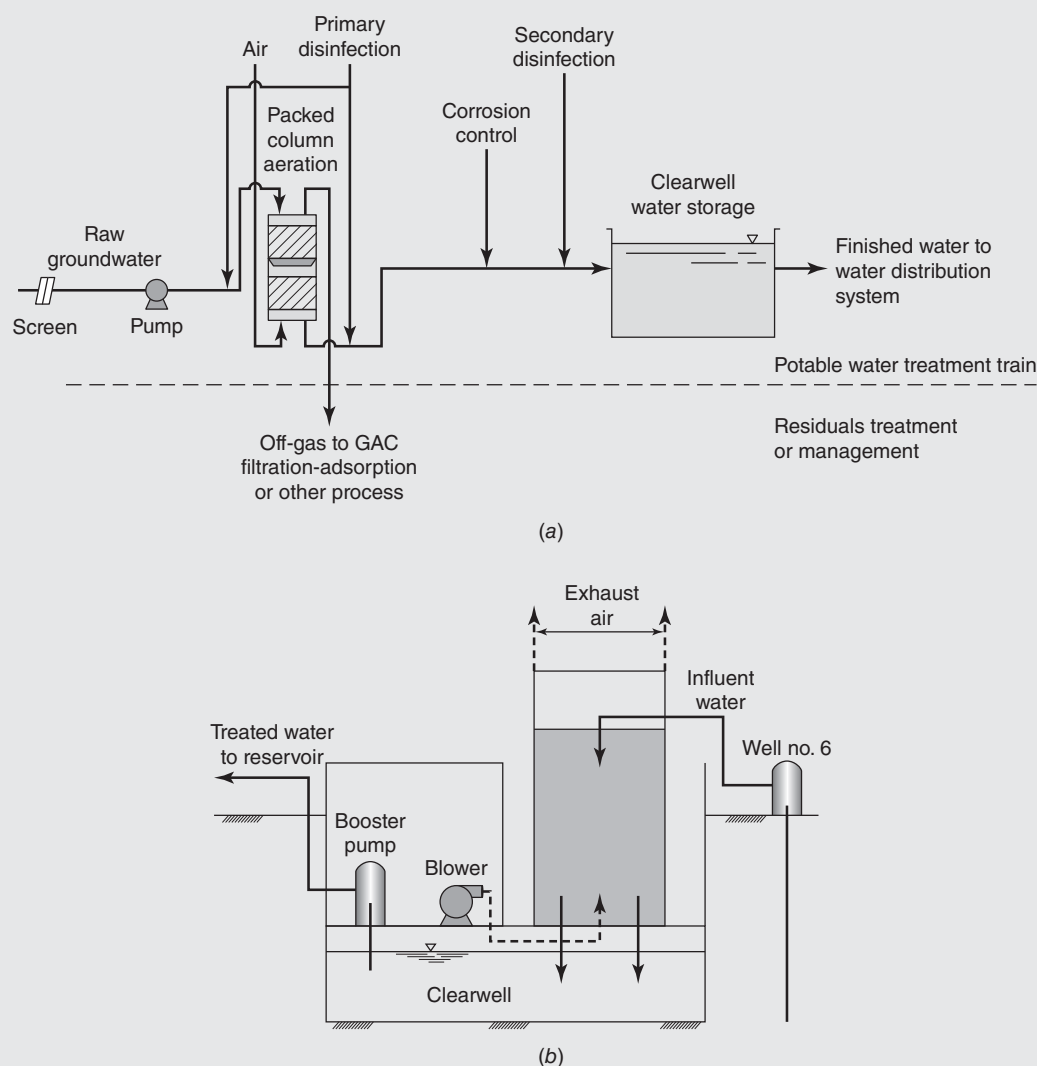 Air
Primary
disinfection
Secondary
disinfection
Packed
column
aeration
Corrosion
control
Clearwell
water storage
Raw
groundwater
Finished water to
water distribution
system
Screen
Pump
Potable water treatment train
Residuals treatment
or management
Off-gas to GAC
filtration-adsorption
or other process
(a)
Exhaust
air
Influent
water
Treated water
to reservoir
Well no. 6
Booster
pump
Blower
Clearwell
(b)